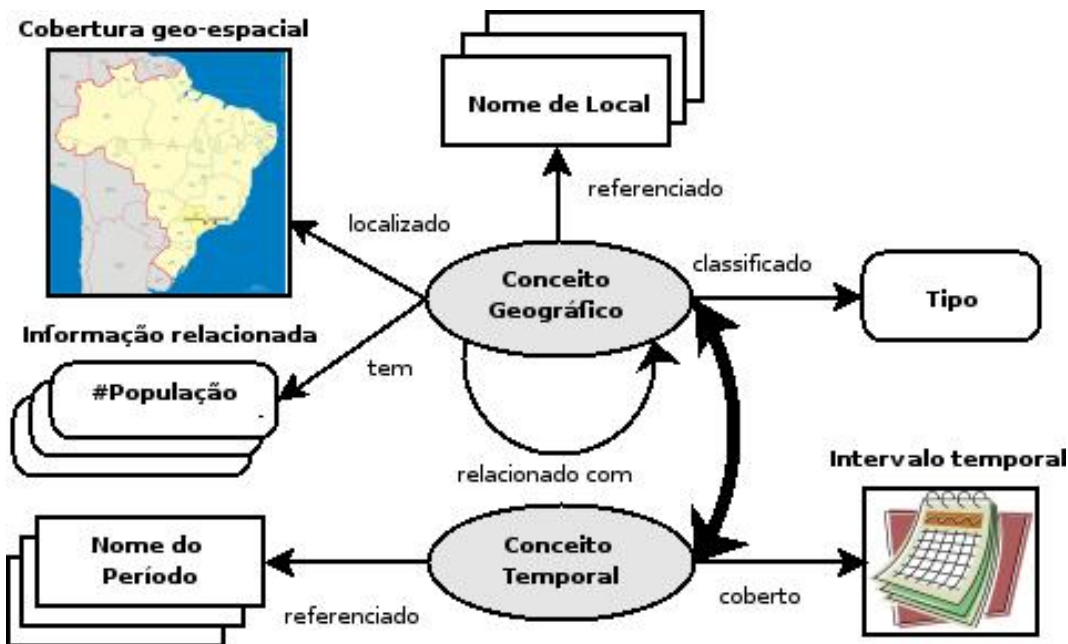 Cobertura geo-espacial
Nome de Local
referenciado
localizado
classificado
Conceito
Geográfico
Tipo
Informação relacionada
tem
#População
relacionado com
Intervalo temporal
Nome do
Período
Conceito
Temporal
referenciado
coberto